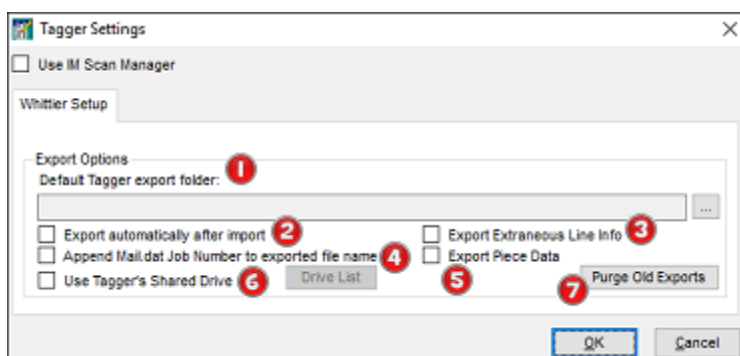 Tagger Settings
Use IM Scan Manager
Whittier Setup
Export Options
1
Default Tagger export folder:
...
Export automatically after import 2
Export Extraneous Line Info 3
Append Mail.dat Job Number to exported file name 4
Export Piece Data
5
Use Tagger's Shared Drive 6
Drive List
7 Purge Old Exports
OK
Cancel